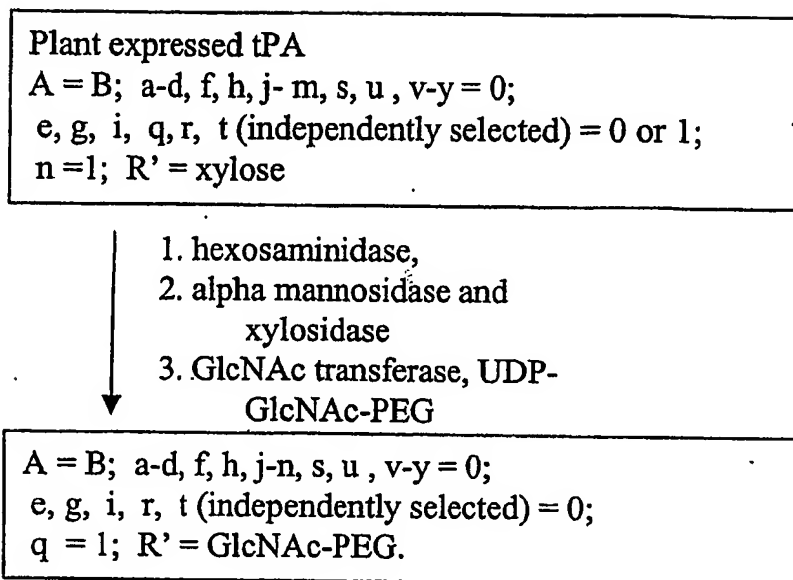 Plant expressed tPA
A = B; a-d, f, h, j- m, s, u , v-y = 0;
e, g, i, q, r, t (independently selected) = 0 or 1;
n =1; R' = xylose
1. hexosaminidase,
2. alpha mannosidase and
xylosidase
3. GlcNAc transferase, UDP-
GlcNAc-PEG
A = B; a-d, f, h, j-n, s, u , v-y = 0;
e, g, i, r, t (independently selected) = 0;
q = 1; R' = GlcNAc-PEG.